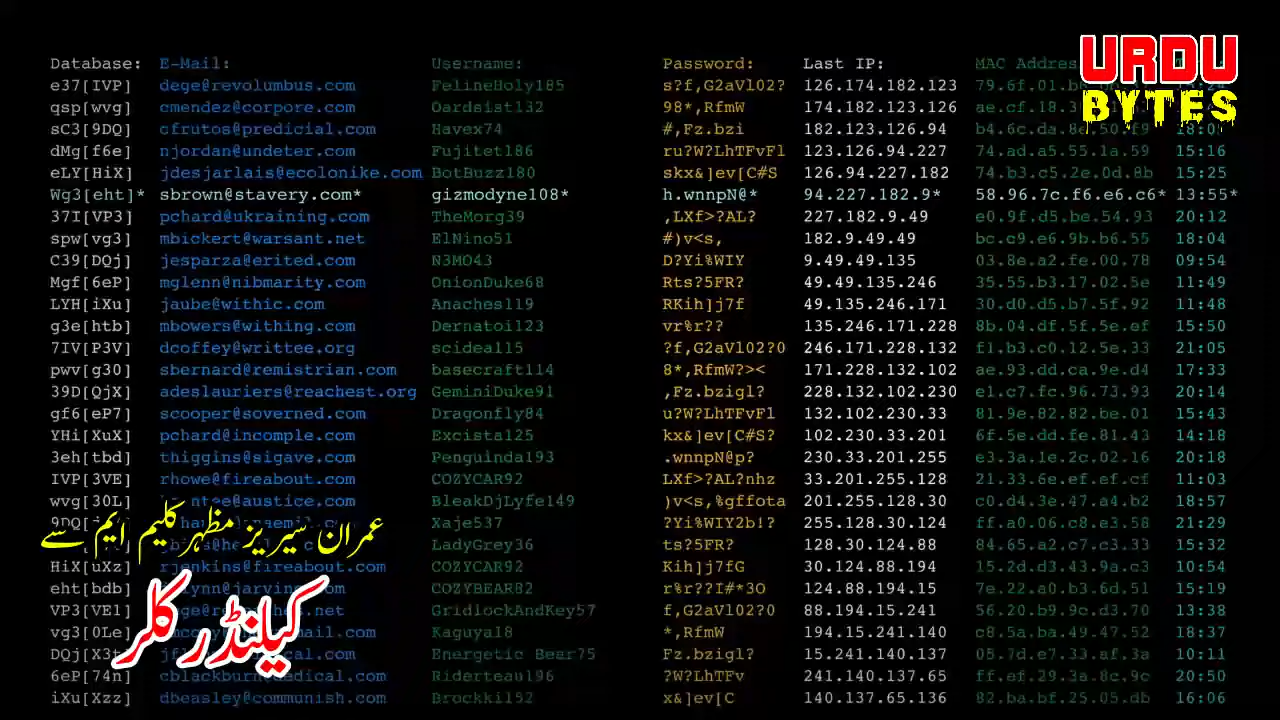 URDU
BYTES
Database: E-Mail: Username: Password: Last IP: MAC Addres
e37[IVP] dege@revolumbus.com FelineHoly185 s?f,G2aVl02? 126.174.182.123
qsp[wvg] cmendez@corpore.com Oardsist132 98*,RfmW 174.182.123.126
sC3[9DQ] cfrutos@predicial.com Havex74 #,Fz.bzi 182.123.126.94
dMg[f6e] njordan@undeter.com Fujitet186 ru?W?LhTFvFl 123.126.94.227 74.ad.a5.55.1a.59 15:16
eLY[HiX] jdesjarlais@ecolonike.com BotBuzz180 skx&]ev[C#S 126.94.227.182 74.b3.c5.2e.0d.8b 15:25
Wg3[eht]* sbrown@stavery.com* gizmodyne108* h.wnnpN@* 94.227.182.9* 58.96.7c.f6.e6.c6* 13:55*
37I[VP3] pchard@ukraining.com TheMorg39 ,LXf>?AL? 227.182.9.49 e0.9f.d5.be.54.93 20:12
spw[vg3] mbickert@warsant.net ElNino51 #)v<s, 182.9.49.49 bc.c9.e6.9b.b6.55 18:04
C39[DQj] jesparza@erited.com N3MO43 D?Yi%WIY 9.49.49.135 03.8e.a2.fe.00.78 09:54
Mgf[6eP] mglenn@nibmarity.com OnionDuke68 Rts?5FR? 49.49.135.246 35.55.b3.17.02.5e 11:49
LYH[iXu] jaube@withic.com Anaches119 RKih]j7f 49.135.246.171 30.d0.d5.b7.5f.92 11:48
g3e[htb] mbowers@withing.com Dernatoi123 vr%r?? 135.246.171.228 8b.04.df.5f.5e.ef 15:50
7IV[P3V] dcoffey@writtee.org scidea115 ?f,G2aVl02?0 246.171.228.132 f1.b3.c0.12.5e.33 21:05
pwv[g30] sbernard@remistrian.com basecraft114 8*,RfmW?>< 171.228.132.102 ae.93.dd.ca.9e.d4 17:33
39D[QjX] adeslauriers@reachest.org GeminiDuke91 ,Fz.bzigl? 228.132.102.230 e1.c7.fc.96.73.93 20:14
gf6[eP7] scooper@soverned.com Dragonfly84 u?W?LhTFvFl 132.102.230.33 81.9e.82.82.be.01 15:43
YHi[XuX] pchard@incomple.com Excista125 kx&]ev[C#S? 102.230.33.201 6f.5e.dd.fe.81.43 14:18
3eh[tbd] thiggins@sigave.com Penguinda193 .wnnpN@p? 230.33.201.255 e3.3a.1e.2c.02.16 20:18
IVP[3VE] rhowe@fireabout.com COZYCAR92 LXf>?AL?nhz 33.201.255.128 21.33.6e.ef.ef.cf 11:03
wvg[30L] @austice.com BleakDjLyfe149 )v<s,%gffota 201.255.128.30 c0.d4.3e.47.a4.b2 18:57
Xaje537 ?Yi%WIY2b!? 255.128.30.124 ff.a0.06.c8.e3.58 21:29
LadyGrey36 ts?5FR? 128.30.124.88 84.65.a2.c7.c3.33 15:32
HiX[uXz] rjenkins@fireabout.com COZYCAR92 Kih]j7fG 30.124.88.194 15.2d.d3.43.9a.c3 10:54
eht[bdb] COZYBEAR82 r%r??I#*3O 124.88.194.15 7e.22.a0.b3.6d.51 15:19
VP3[VE1] GridlockAndKey57 f,G2aVl02?0 88.194.15.241 56.20.b9.9c.d3.70 13:38
vg3[0Le] Kaguya18 *,RfmW 194.15.241.140 c8.5a.ba.49.47.52 18:37
DQj[X3t] Energetic Bear75 Fz.bzigl? 15.241.140.137 05.7d.e7.33.af.3a 10:11
6eP[74n] cblackburn@dedical.com Riderteau196 ?W?LhTFv 241.140.137.65 ff.ef.29.3a.8c.9c 20:50
iXu[Xzz] dbeasley@communish.com Brockki152 x&]ev[C 140.137.65.136 82.ba.bf.25.05.db 16:06
عمران سیریز مظہر کلیم ایم سے
کیلنڈر کلر